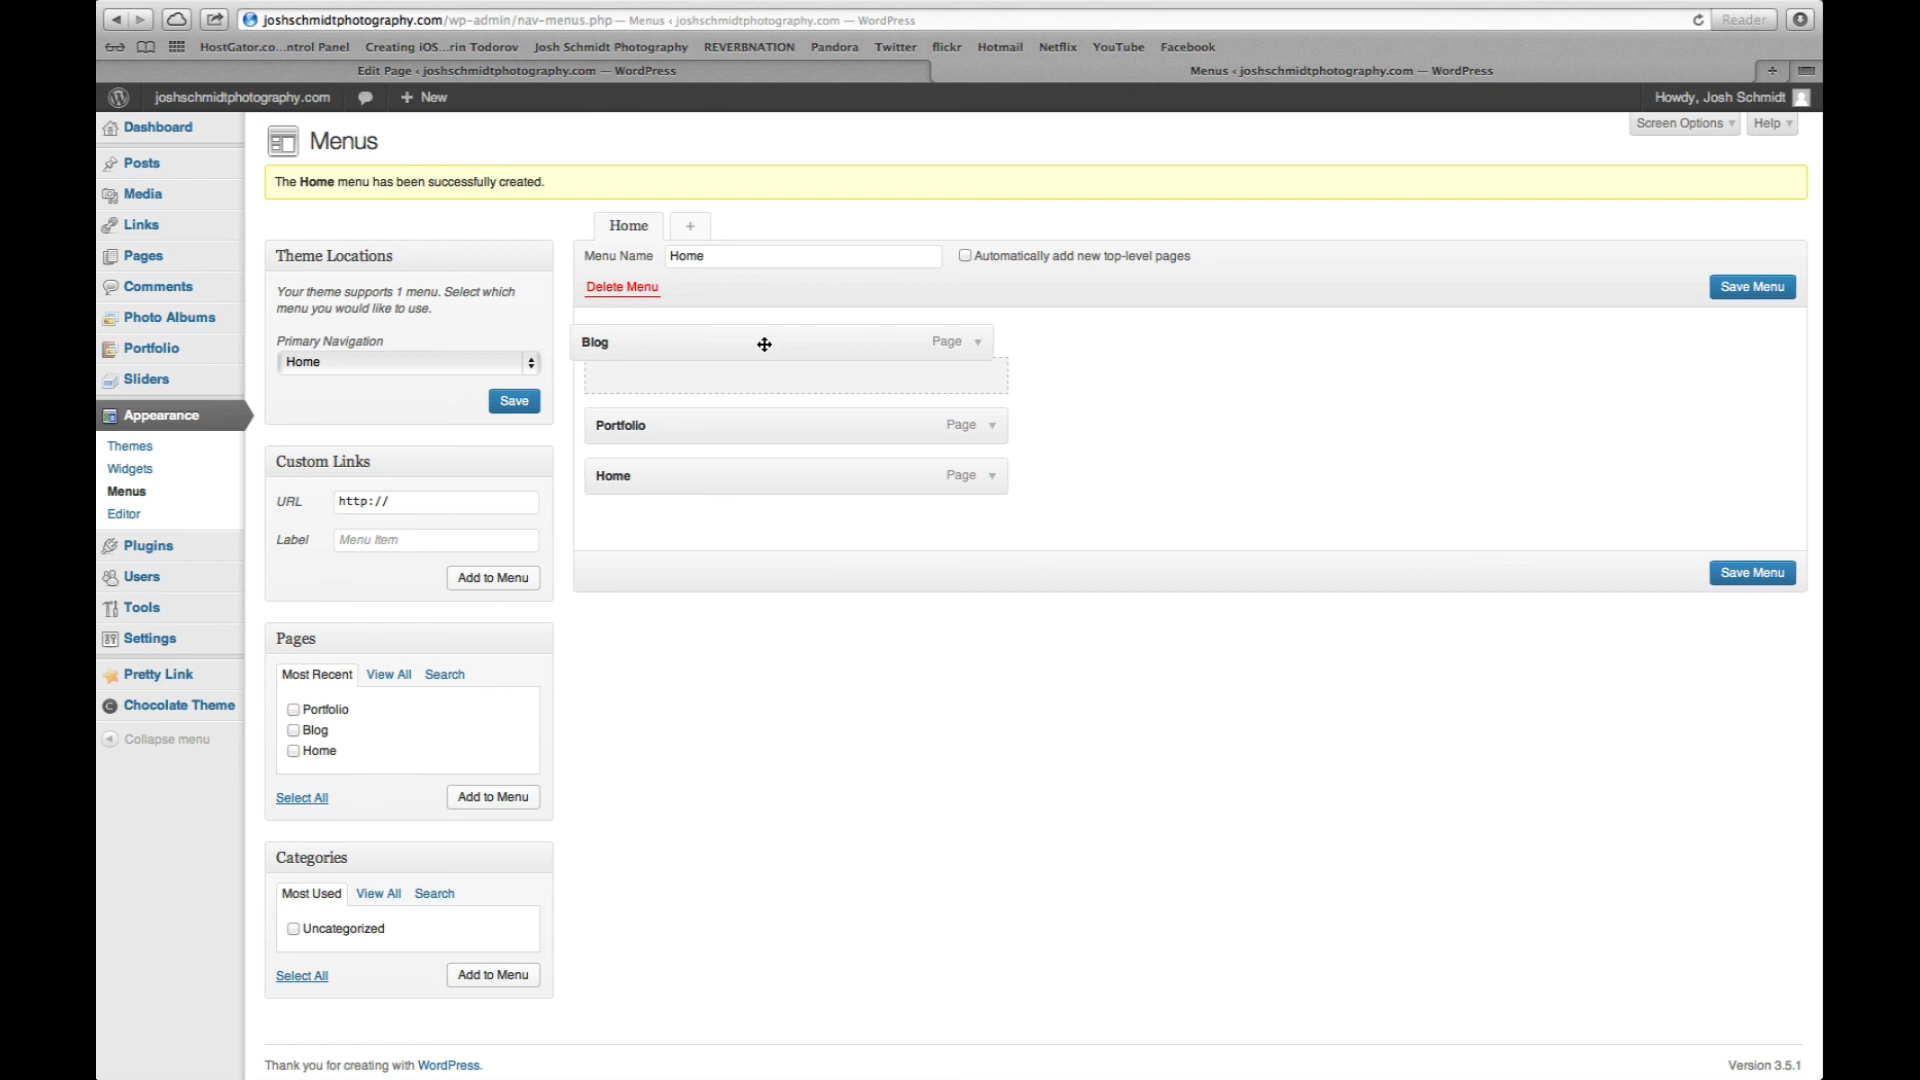 joshschmidtphotography.com/wp-admin/nav-menus.php — Menus ‹ joshschmidtphotography.com — WordPress
Reader
HostGator.co...ntrol Panel Creating iOS...rin Todorov Josh Schmidt Photography REVERBNATION Pandora Twitter flickr Hotmail Netflix YouTube Facebook
Edit Page ‹ joshschmidtphotography.com — WordPress
Menus ‹ joshschmidtphotography.com — WordPress
joshschmidtphotography.com
+ New
Howdy, Josh Schmidt
Dashboard
Posts
Media
Links
Pages
Comments
Photo Albums
Portfolio
Sliders
Appearance
Themes
Widgets
Menus
Editor
Plugins
Users
Tools
Settings
Pretty Link
Chocolate Theme
Collapse menu
Screen Options
Help
Menus
The Home menu has been successfully created.
Theme Locations
Your theme supports 1 menu. Select which
menu you would like to use.
Primary Navigation
Home
Save
Custom Links
URL http://
Label Menu Item
Add to Menu
Pages
Most Recent View All Search
Portfolio
Blog
Home
Select All Add to Menu
Categories
Most Used View All Search
Uncategorized
Select All Add to Menu
Home +
Menu Name Home Automatically add new top-level pages
Delete Menu
Save Menu
Blog Page
Portfolio Page
Home Page
Save Menu
Thank you for creating with WordPress.
Version 3.5.1